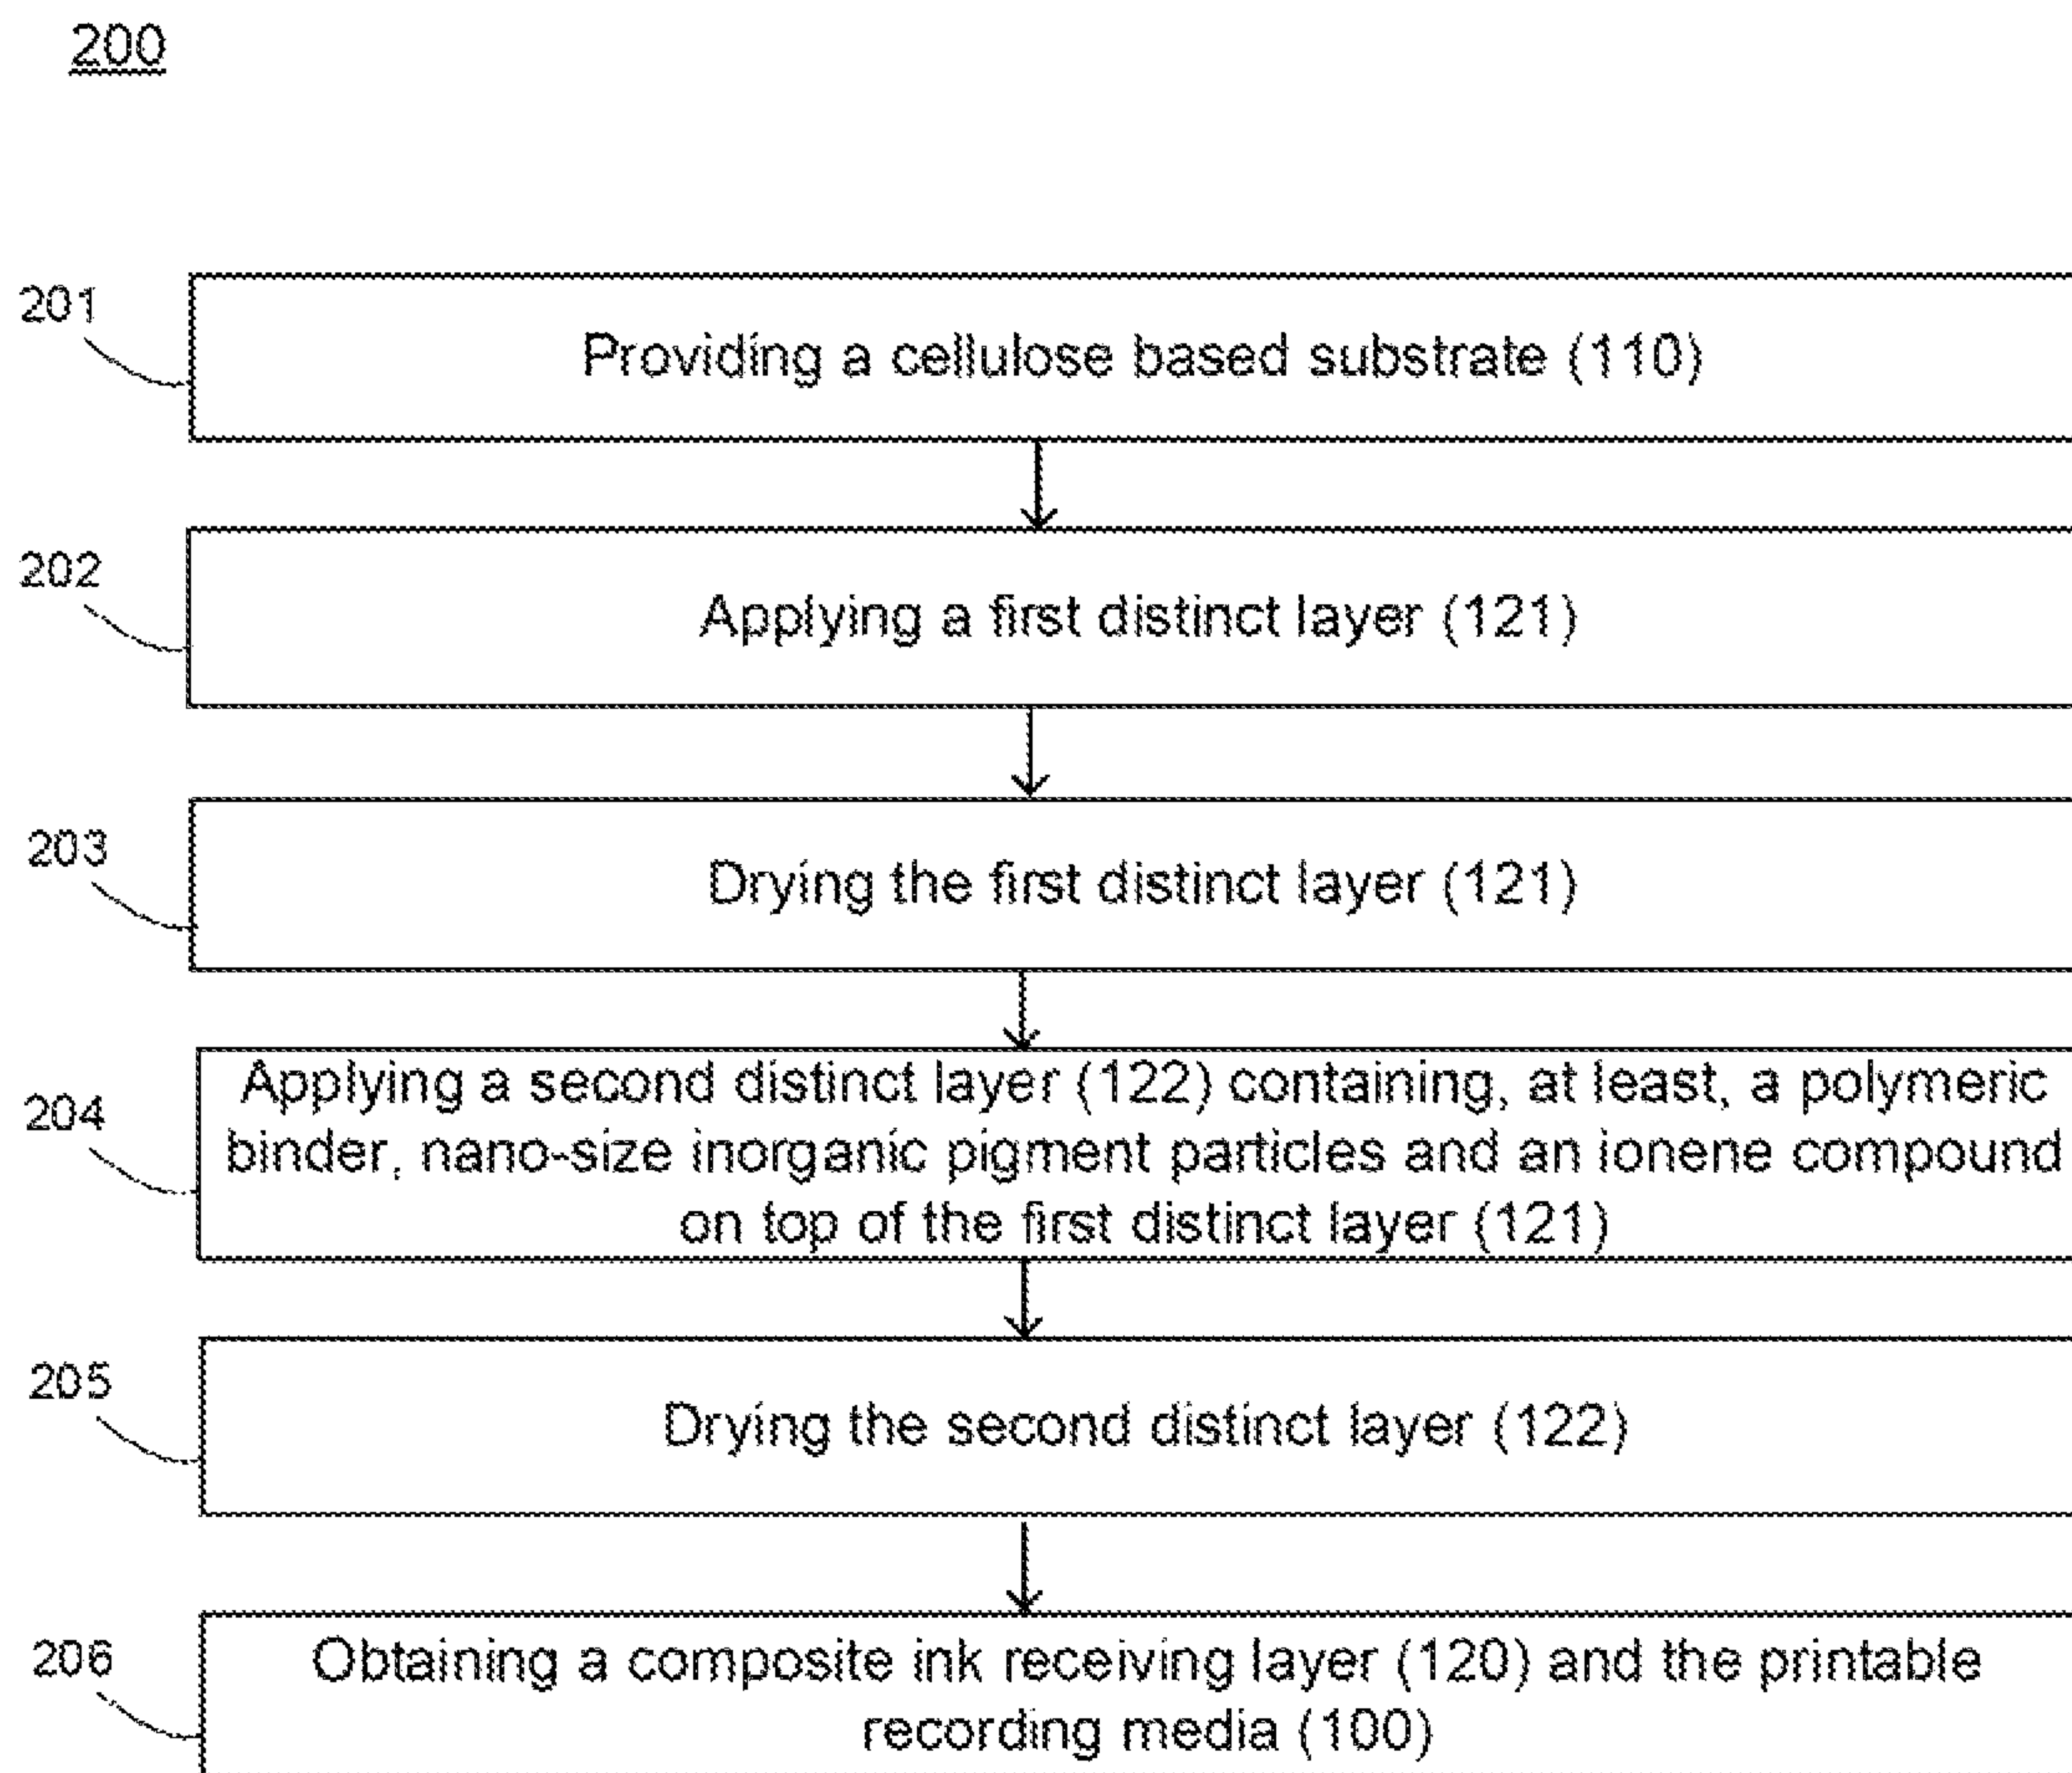 200
201
Providing a cellulose based substrate (110)
202
Applying a first distinct layer (121)
203
Drying the first distinct layer (121)
204
Applying a second distinct layer (122) containing, at least, a polymeric
binder, nano-size inorganic pigment particles and an ionene compound
on top of the first distinct layer (121)
205
Drying the second distinct layer (122)
206
Obtaining a composite ink receiving layer (120) and the printable
recording media (100)